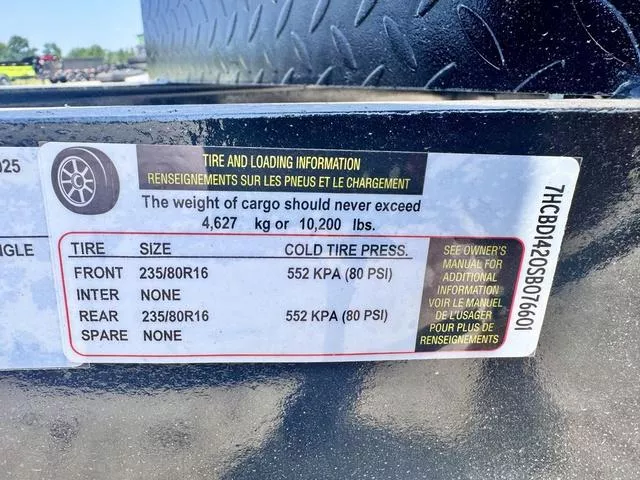 025
NGLE
TIRE AND LOADING INFORMATION
RENSEIGNEMENTS SUR LES PNEUS ET LE CHARGEMENT
The weight of cargo should never exceed
4,627 kg or 10,200 lbs.
TIRE SIZE COLD TIRE PRESS.
FRONT 235/80R16 552 KPA (80 PSI)
INTER NONE
REAR 235/80R16 552 KPA (80 PSI)
SPARE NONE
SEE OWNER'S
MANUAL FOR
ADDITIONAL
INFORMATION
VOIR LE MANUEL
DE L'USAGER
POUR PLUS DE
RENSEIGNEMENTS
7HCBD1420SB076601